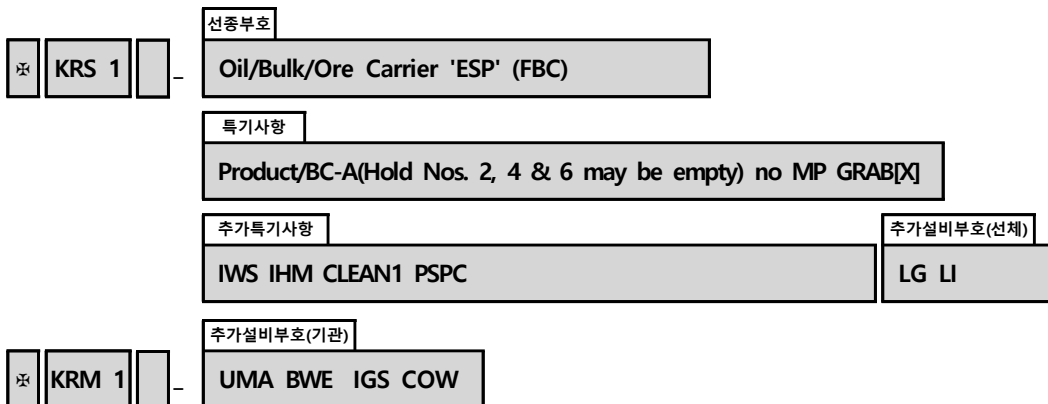 선종부호
✠ KRS 1 - Oil/Bulk/Ore Carrier 'ESP' (FBC)
특기사항
Product/BC-A(Hold Nos. 2, 4 & 6 may be empty) no MP GRAB[X]
추가특기사항 추가설비부호(선체)
IWS IHM CLEAN1 PSPC LG LI
추가설비부호(기관)
✠ KRM 1 - UMA BWE IGS COW